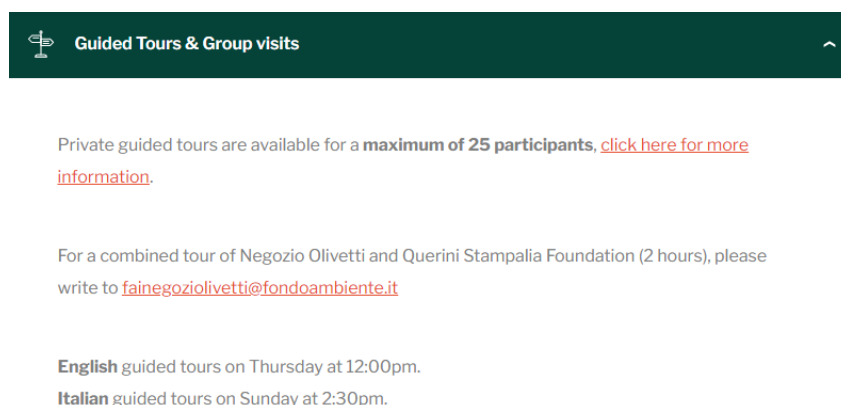 Guided Tours & Group visits
Private guided tours are available for a maximum of 25 participants, click here for more
information.
For a combined tour of Negozio Olivetti and Querini Stampalia Foundation (2 hours), please
write to fainegoziolivetti@fondoambiente.it
English guided tours on Thursday at 12:00pm.
Italian guided tours on Sunday at 2:30pm.